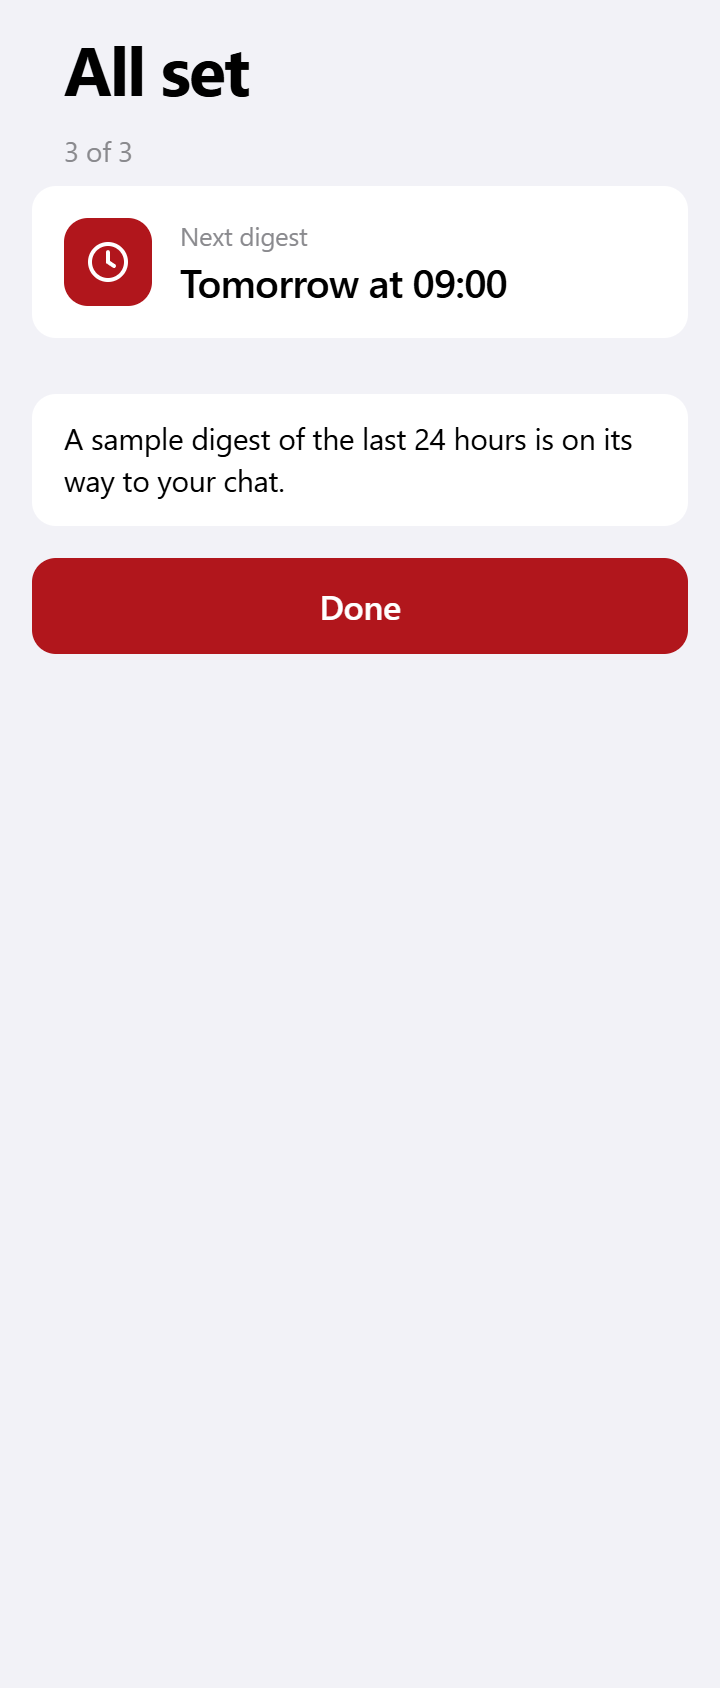 All set
3 of 3
Next digest
Tomorrow at 09:00
A sample digest of the last 24 hours is on its
way to your chat.
Done